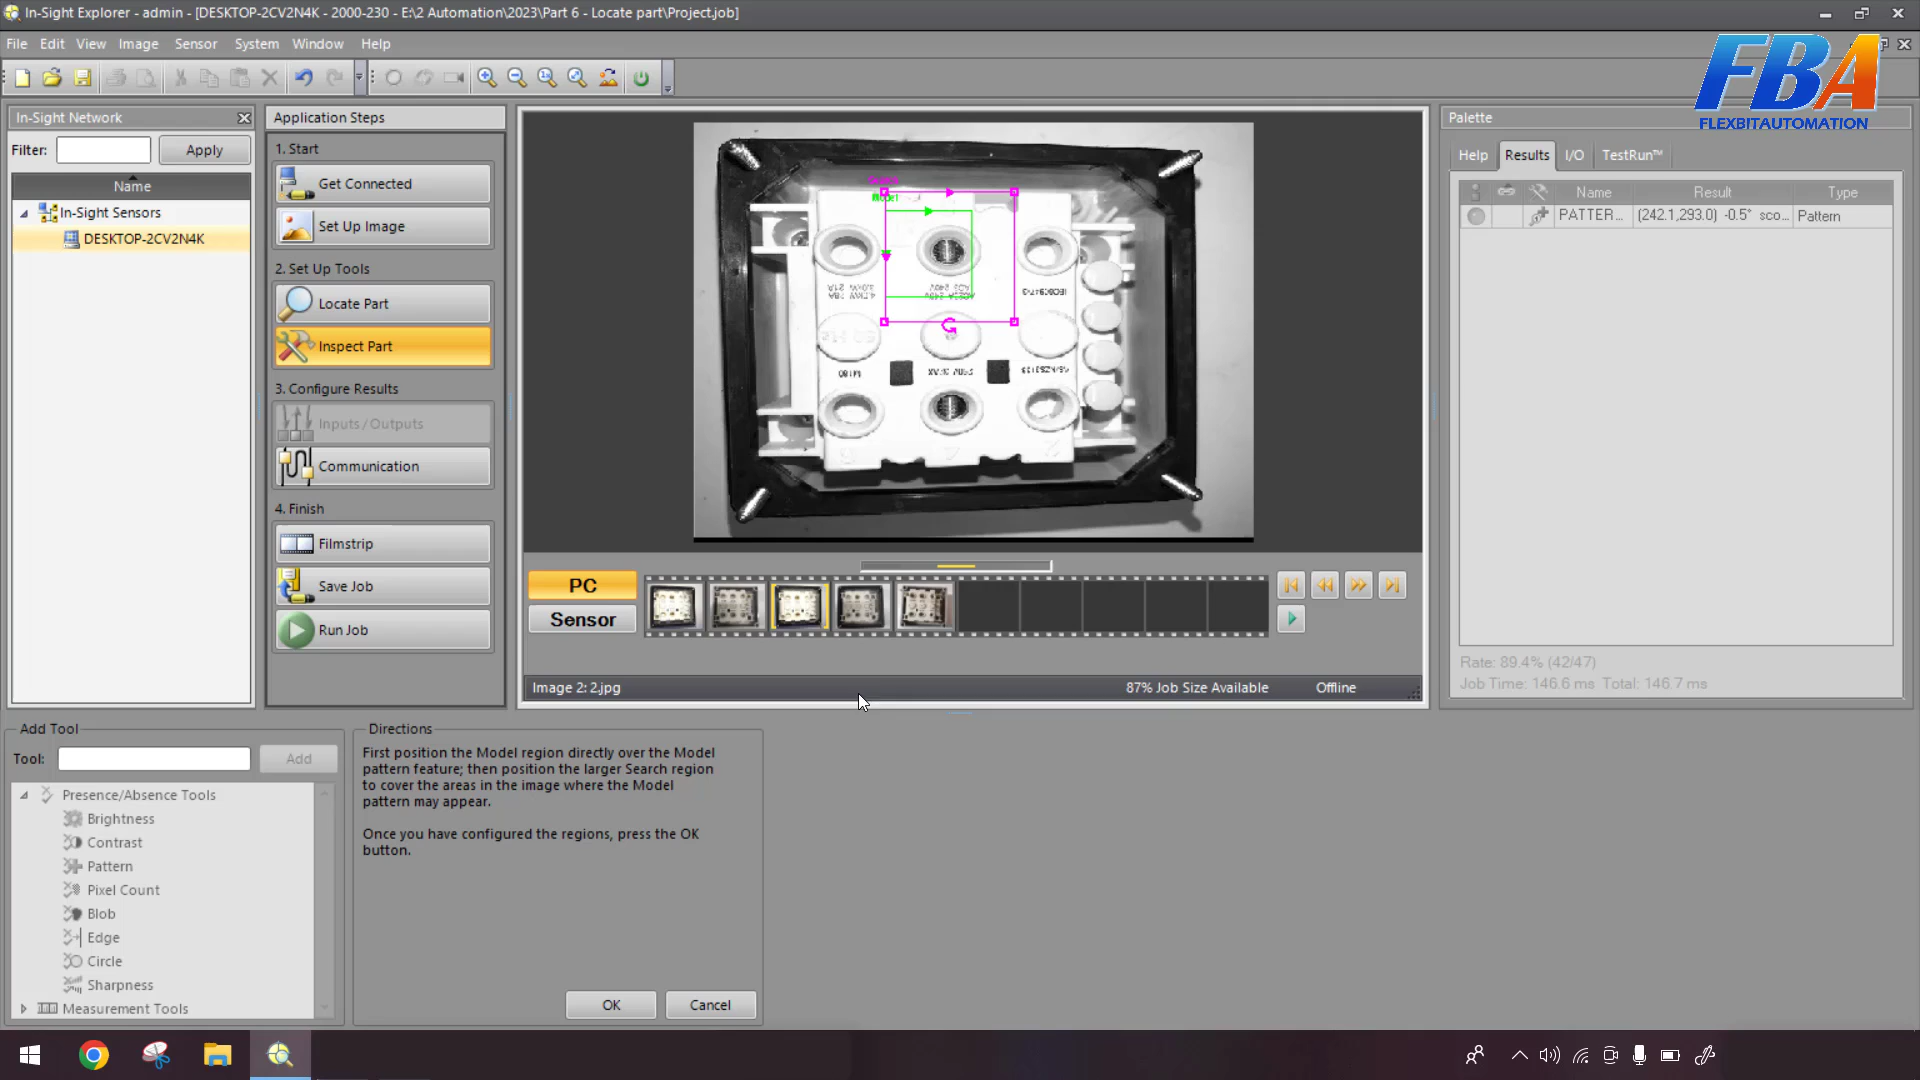 In-Sight Explorer - admin - [DESKTOP-2CV2N4K - 2000-230 - E:\2 Automation\2023\Part 6 - Locate part\Project.job]
File Edit View Image Sensor System Window Help
FBA
FLEXBITAUTOMATION
In-Sight Network
Filter:
Apply
Name
In-Sight Sensors
DESKTOP-2CV2N4K
Application Steps
1. Start
Get Connected
Set Up Image
2. Set Up Tools
Locate Part
Inspect Part
3. Configure Results
Inputs/Outputs
Communication
4. Finish
Filmstrip
Save Job
Run Job
Model
PC
Sensor
Image 2: 2.jpg
87% Job Size Available
Offline
Palette
Help Results I/O TestRun™
Name Result Type
PATTER... (242.1,293.0) -0.5° sco... Pattern
Rate: 89.4% (42/47)
Job Time: 146.6 ms Total: 146.7 ms
Add Tool
Tool:
Add
Presence/Absence Tools
Brightness
Contrast
Pattern
Pixel Count
Blob
Edge
Circle
Sharpness
Measurement Tools
Directions
First position the Model region directly over the Model
pattern feature; then position the larger Search region
to cover the areas in the image where the Model
pattern may appear.
Once you have configured the regions, press the OK
button.
OK
Cancel